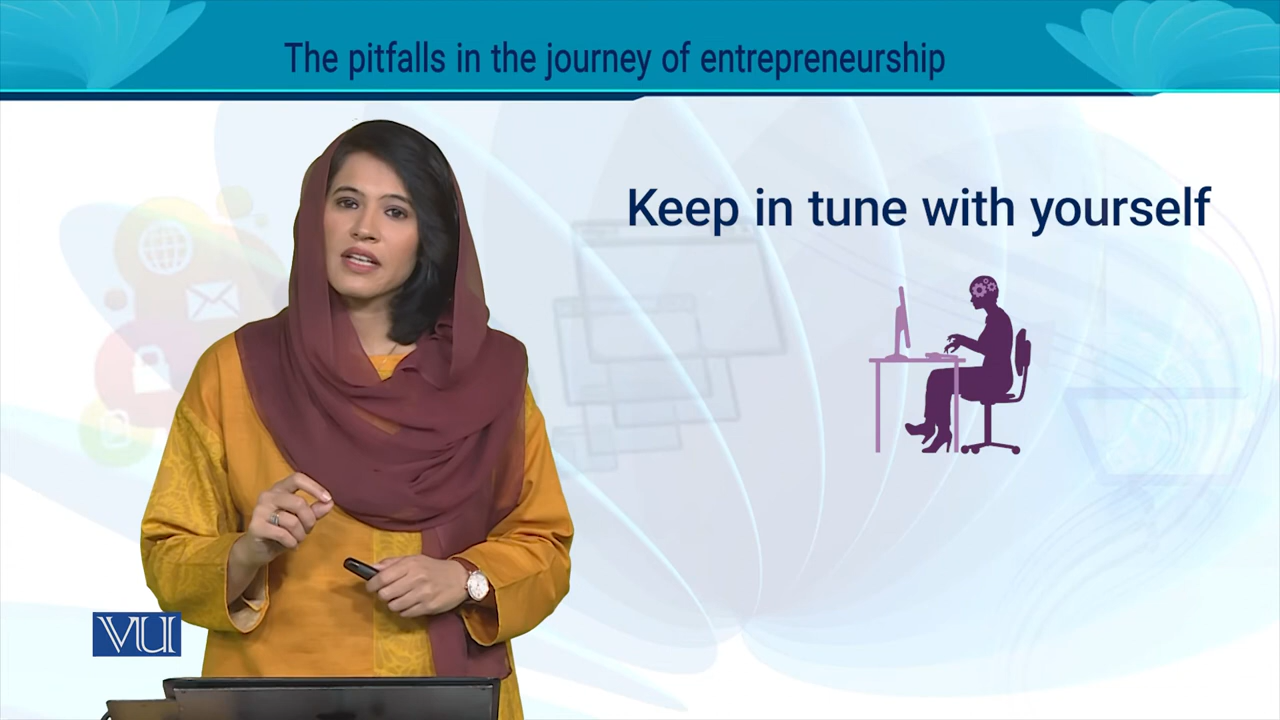 The pitfalls in the journey of entrepreneurship
Keep in tune with yourself
VU